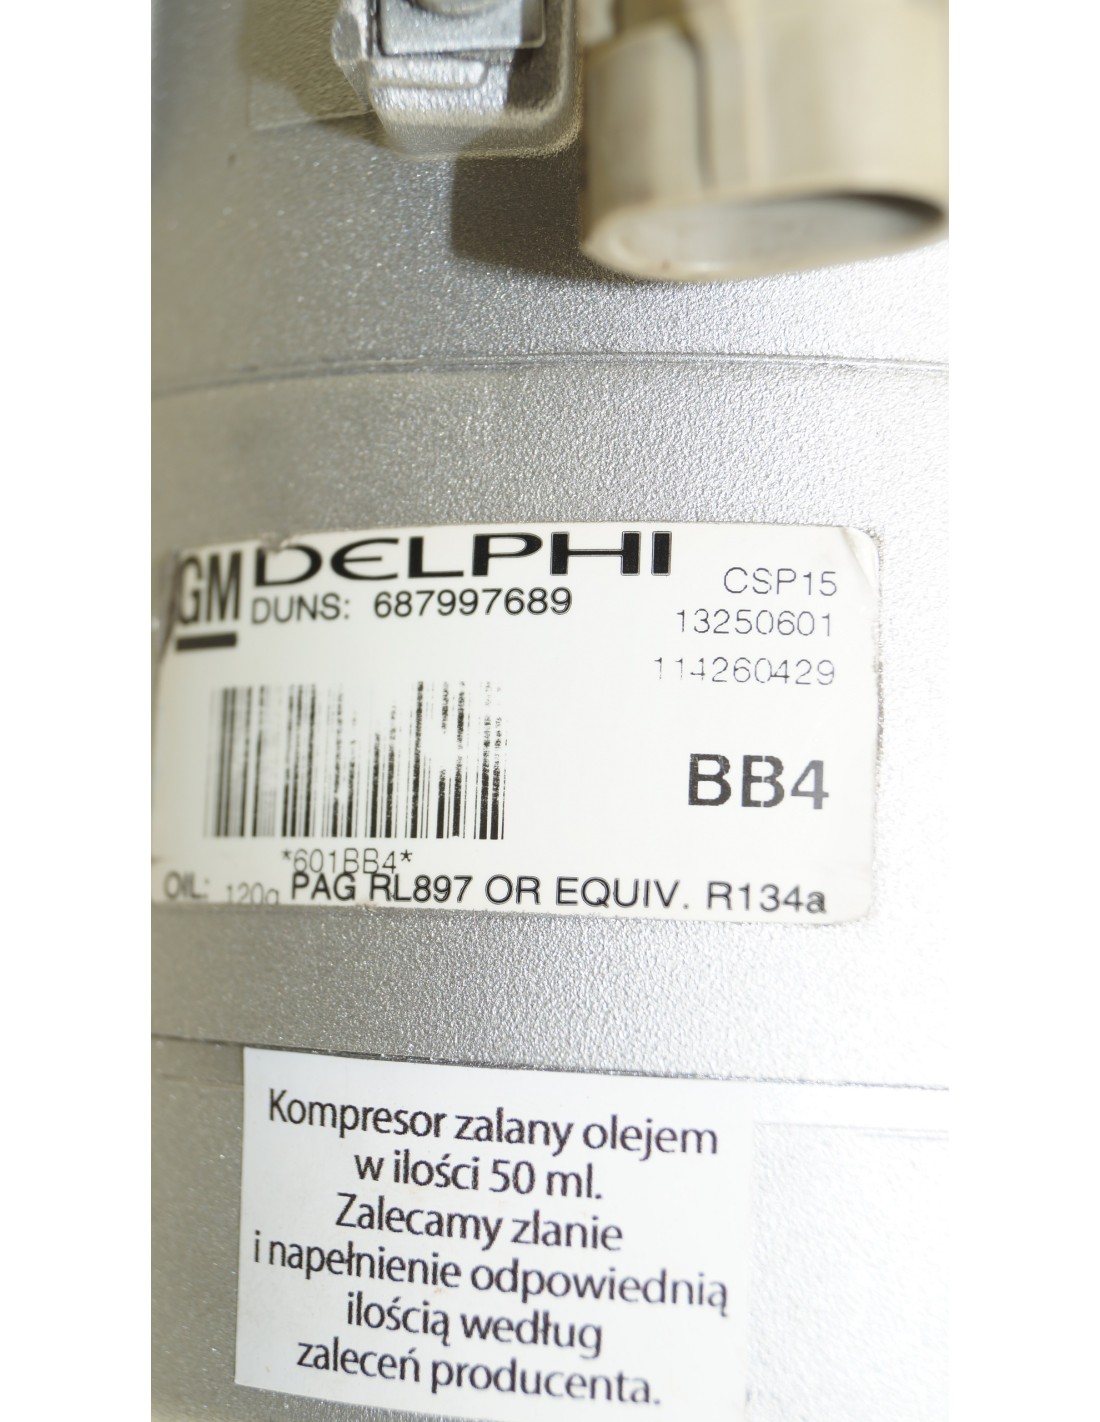 GM DELPHI
DUNS: 687997689
CSP15
13250601
114260429
BB4
*601BB4*
OIL: 120g PAG RL897 OR EQUIV. R134a
Kompresor zalany olejem
w ilości 50 ml.
Zalecamy zlanie
i napełnienie odpowiednią
ilością według
zaleceń producenta.